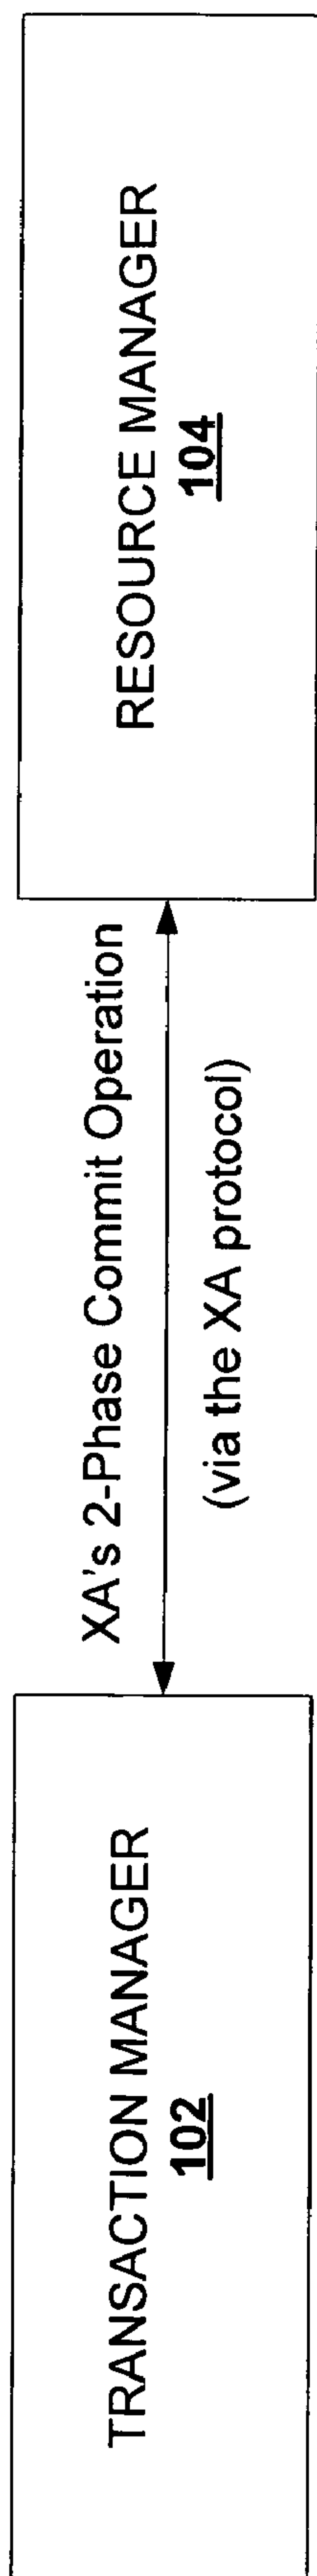 TRANSACTION MANAGER
102
XA's 2-Phase Commit Operation
(via the XA protocol)
RESOURCE MANAGER
104